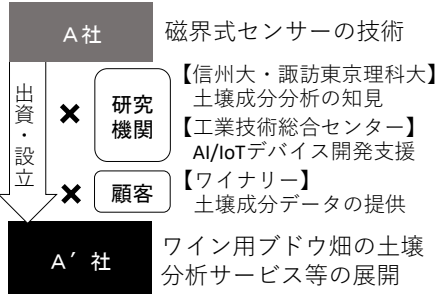 A社
磁界式センサーの技術
出資・設立
×
研究
機関
【信州大・諏訪東京理科大】
土壌成分分析の知見
【工業技術総合センター】
AI/IoTデバイス開発支援
×
顧客
【ワイナリー】
土壌成分データの提供
A′社
ワイン用ブドウ畑の土壌
分析サービス等の展開